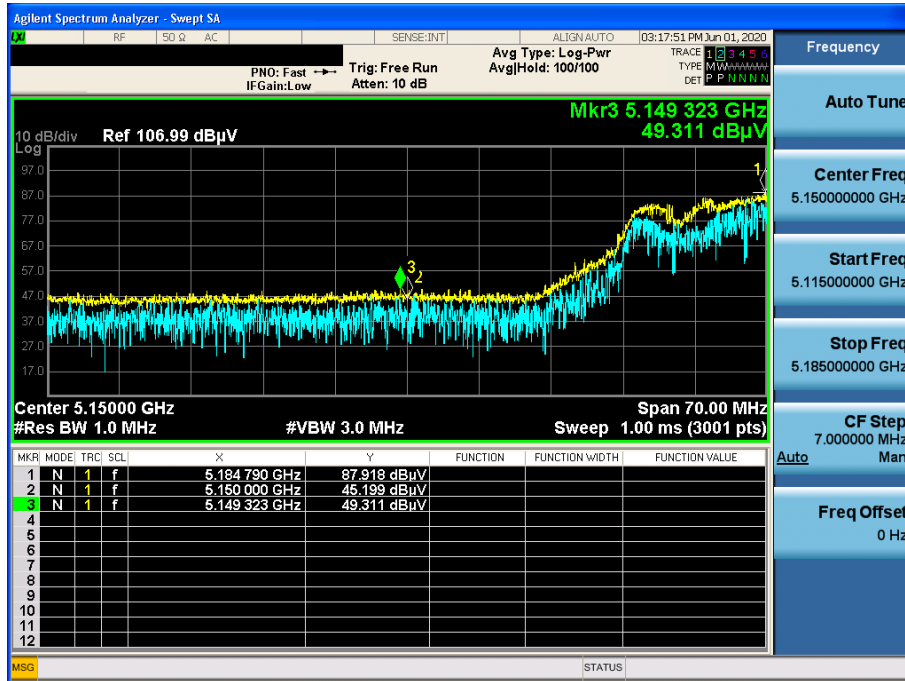 Agilent Spectrum Analyzer - Swept SA
LXI RF 50 Ω AC SENSE:INT ALIGN AUTO 03:17:51 PM Jun 01, 2020
Frequency
PNO: Fast Trig: Free Run Avg Type: Log-Pwr TRACE 1 2 3 4 5 6
IFGain:Low Atten: 10 dB Avg|Hold: 100/100 TYPE MWWWWW
DET P P N N N N
Auto Tune
Mkr3 5.149 323 GHz
49.311 dBµV
10 dB/div Ref 106.99 dBµV
Log
97.0
87.0
77.0
67.0
57.0
47.0
37.0
27.0
17.0
1
3
2
Center Freq
5.150000000 GHz
Start Freq
5.115000000 GHz
Stop Freq
5.185000000 GHz
Center 5.15000 GHz Span 70.00 MHz
#Res BW 1.0 MHz #VBW 3.0 MHz Sweep 1.00 ms (3001 pts)
CF Step
7.000000 MHz
Auto Man
MKR MODE TRC SCL X Y FUNCTION FUNCTION WIDTH FUNCTION VALUE
1 N 1 f 5.184 790 GHz 87.918 dBµV
2 N 1 f 5.150 000 GHz 45.199 dBµV
3 N 1 f 5.149 323 GHz 49.311 dBµV
4
5
6
7
8
9
10
11
12
Freq Offset
0 Hz
MSG STATUS